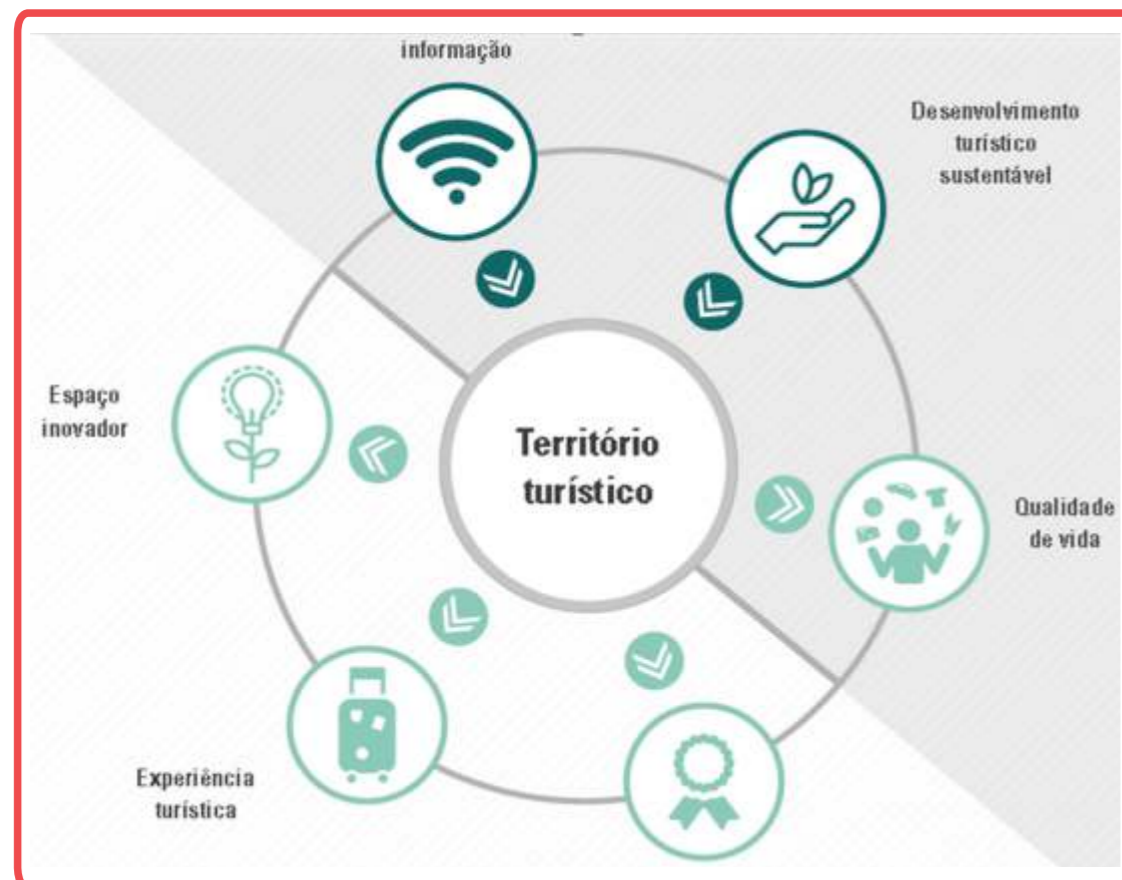 informação
Desenvolvimento
turístico
sustentável
Espaço
inovador
Território
turístico
Qualidade
de vida
Experiência
turística